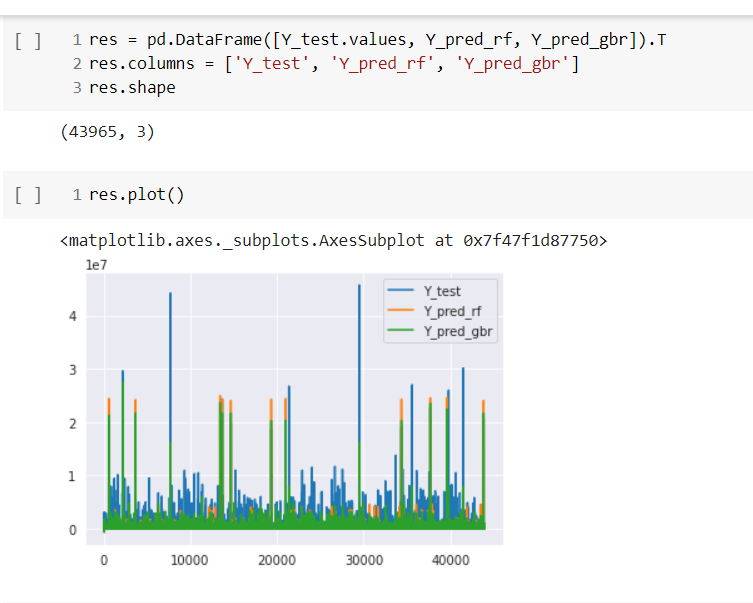 [ ] 1 res = pd.DataFrame([Y_test.values, Y_pred_rf, Y_pred_gbr]).T
2 res.columns = ['Y_test', 'Y_pred_rf', 'Y_pred_gbr']
3 res.shape
(43965, 3)
[ ] 1 res.plot()
<matplotlib.axes._subplots.AxesSubplot at 0x7f47f1d87750>
1e7
Y_test
Y_pred_rf
Y_pred_gbr
4
3
2
1
0
0 10000 20000 30000 40000